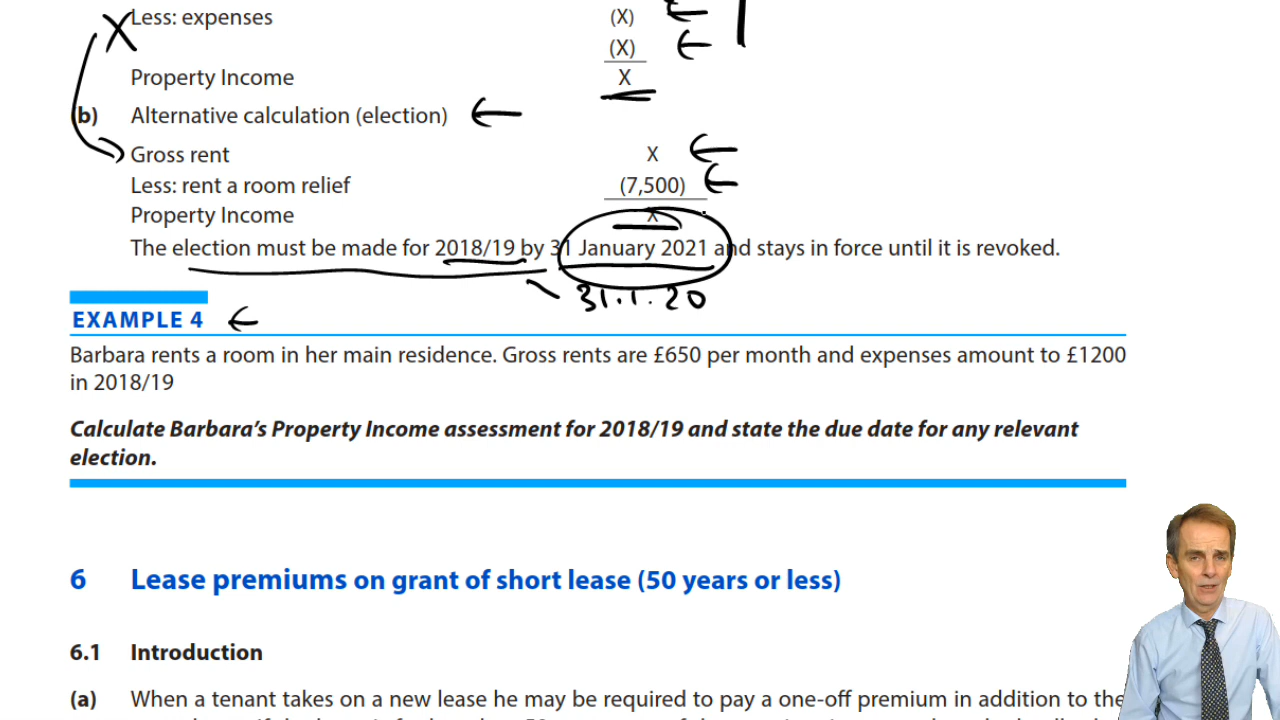 Less: expenses (X)
(X)
Property Income X
(b) Alternative calculation (election)
Gross rent X
Less: rent a room relief (7,500)
Property Income X
The election must be made for 2018/19 by 31 January 2021 and stays in force until it is revoked.
31.1.20
EXAMPLE 4
Barbara rents a room in her main residence. Gross rents are £650 per month and expenses amount to £1200
in 2018/19
Calculate Barbara's Property Income assessment for 2018/19 and state the due date for any relevant
election.
6 Lease premiums on grant of short lease (50 years or less)
6.1 Introduction
(a) When a tenant takes on a new lease he may be required to pay a one-off premium in addition to the